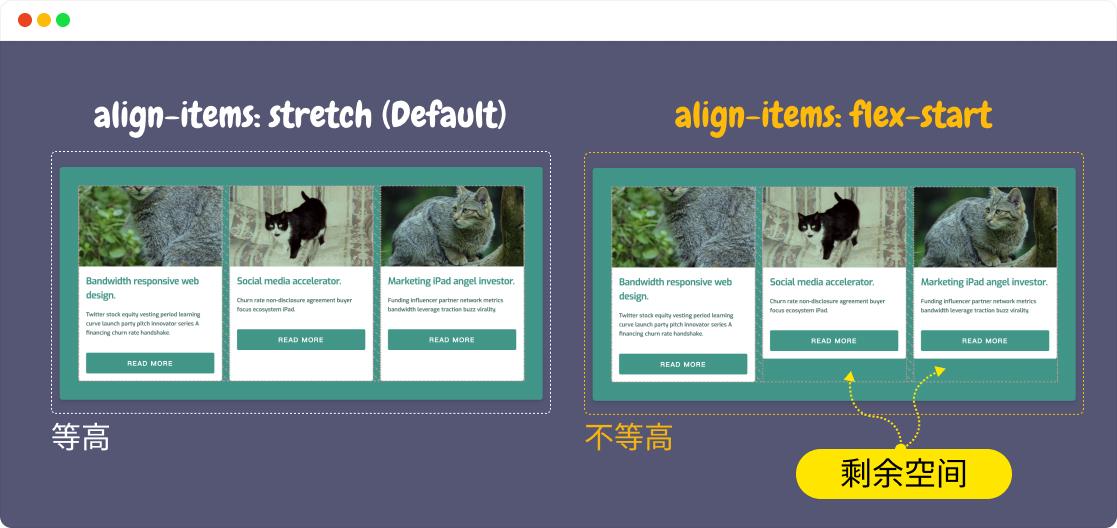 align-items: stretch (Default)
Bandwidth responsive web
design.
Twitter stock equity vesting period learning
curve launch party pitch innovator series A
financing churn rate handshake.
READ MORE
Social media accelerator.
Churn rate non-disclosure agreement buyer
focus ecosystem iPad.
READ MORE
Marketing iPad angel investor.
Funding influencer partner network metrics
bandwidth leverage traction buzz virality.
READ MORE
等高
align-items: flex-start
Bandwidth responsive web
design.
Twitter stock equity vesting period learning
curve launch party pitch innovator series A
financing churn rate handshake.
READ MORE
Social media accelerator.
Churn rate non-disclosure agreement buyer
focus ecosystem iPad.
READ MORE
Marketing iPad angel investor.
Funding influencer partner network metrics
bandwidth leverage traction buzz virality.
READ MORE
不等高
剩余空间